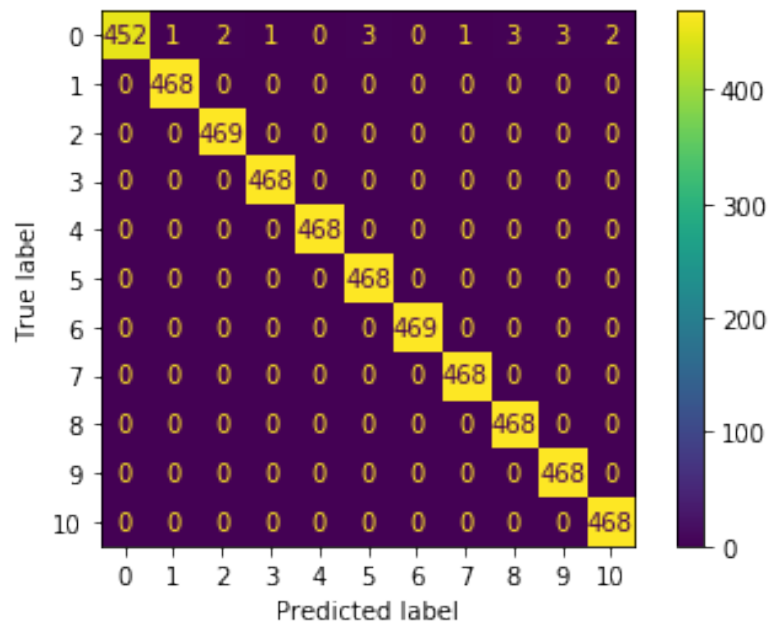 0 452 1 2 1 0 3 0 1 3 3 2
1 0 468 0 0 0 0 0 0 0 0 0
2 0 0 469 0 0 0 0 0 0 0 0
3 0 0 0 468 0 0 0 0 0 0 0
4 0 0 0 0 468 0 0 0 0 0 0
5 0 0 0 0 0 468 0 0 0 0 0
6 0 0 0 0 0 0 469 0 0 0 0
7 0 0 0 0 0 0 0 468 0 0 0
8 0 0 0 0 0 0 0 0 468 0 0
9 0 0 0 0 0 0 0 0 0 468 0
10 0 0 0 0 0 0 0 0 0 0 468
0 1 2 3 4 5 6 7 8 9 10
Predicted label
True label
400
300
200
100
0